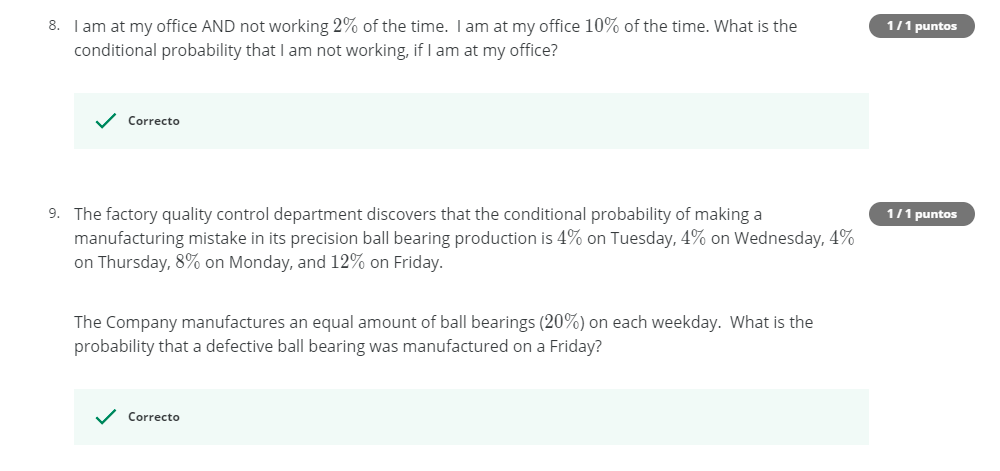 8. I am at my office AND not working 2% of the time. I am at my office 10% of the time. What is the
1 / 1 puntos
conditional probability that I am not working, if I am at my office?
Correcto
9. The factory quality control department discovers that the conditional probability of making a
1 / 1 puntos
manufacturing mistake in its precision ball bearing production is 4% on Tuesday, 4% on Wednesday, 4%
on Thursday, 8% on Monday, and 12% on Friday.
The Company manufactures an equal amount of ball bearings (20%) on each weekday. What is the
probability that a defective ball bearing was manufactured on a Friday?
Correcto